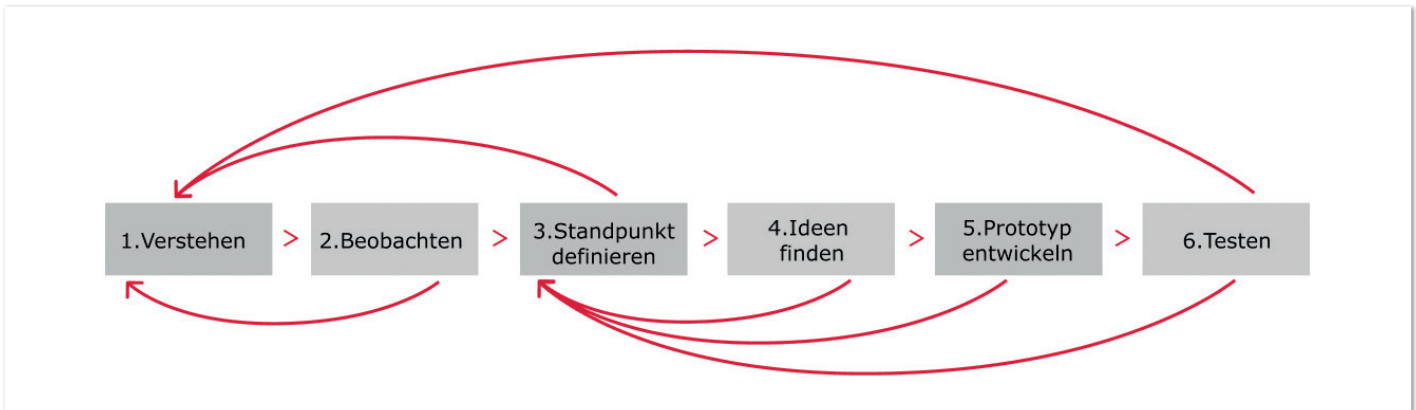 1.Verstehen
>
2.Beobachten
>
3.Standpunkt
definieren
>
4.Ideen
finden
>
5.Prototyp
entwickeln
>
6.Testen